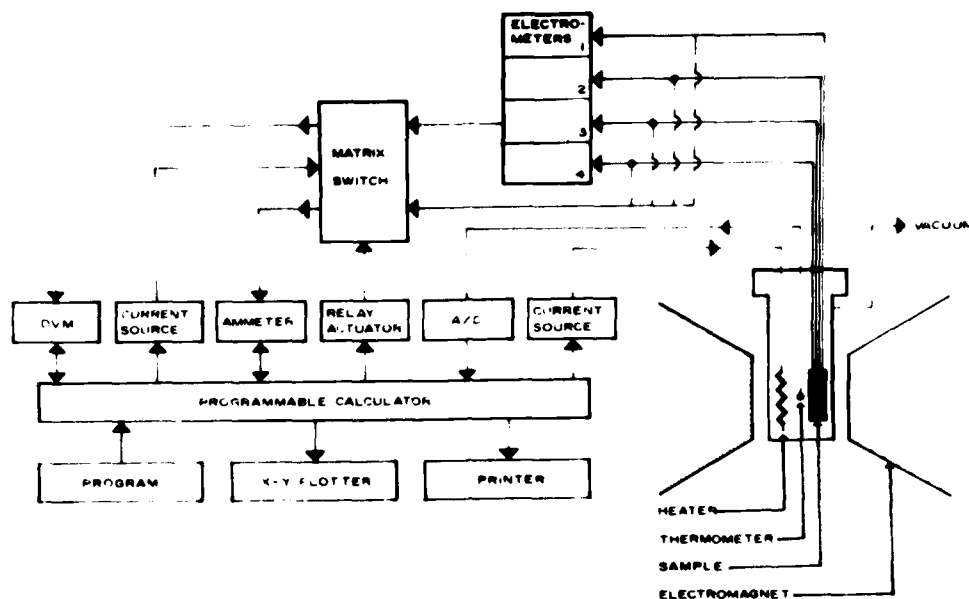 ELECTRO-
METERS
1
2
3
4
MATRIX
SWITCH
VACUUM
DVM
CURRENT
SOURCE
AMMETER
RELAY
ACTUATOR
A/D
CURRENT
SOURCE
PROGRAMMABLE CALCULATOR
PROGRAM
X-Y PLOTTER
PRINTER
HEATER
THERMOMETER
SAMPLE
ELECTROMAGNET